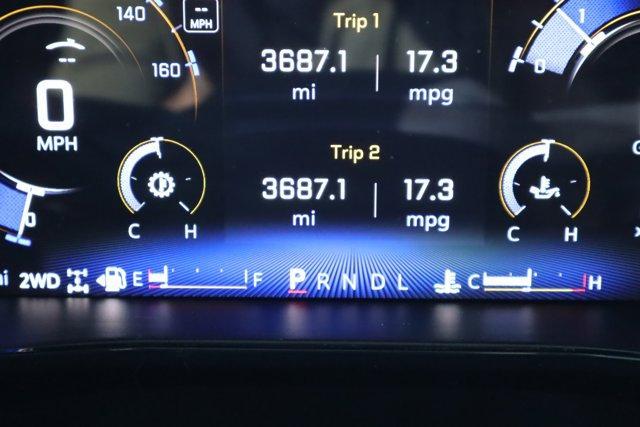 140
160
--
MPH
--
0
MPH
0
Trip 1
3687.1 mi
17.3 mpg
Trip 2
3687.1 mi
17.3 mpg
1
0
C H
C H
2WD E F P R N D L C H